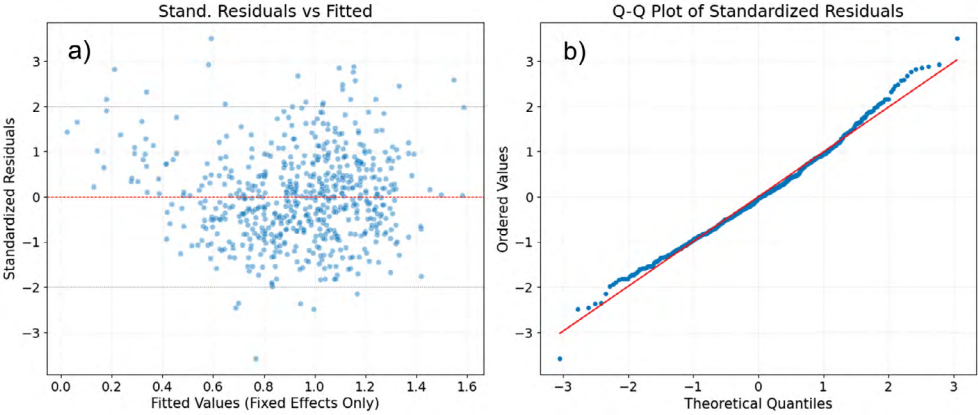 Stand. Residuals vs Fitted
a)
Standardized Residuals
3
2
1
0
−1
−2
−3
0.0 0.2 0.4 0.6 0.8 1.0 1.2 1.4 1.6
Fitted Values (Fixed Effects Only)
Q-Q Plot of Standardized Residuals
b)
Ordered Values
3
2
1
0
−1
−2
−3
−3 −2 −1 0 1 2 3
Theoretical Quantiles